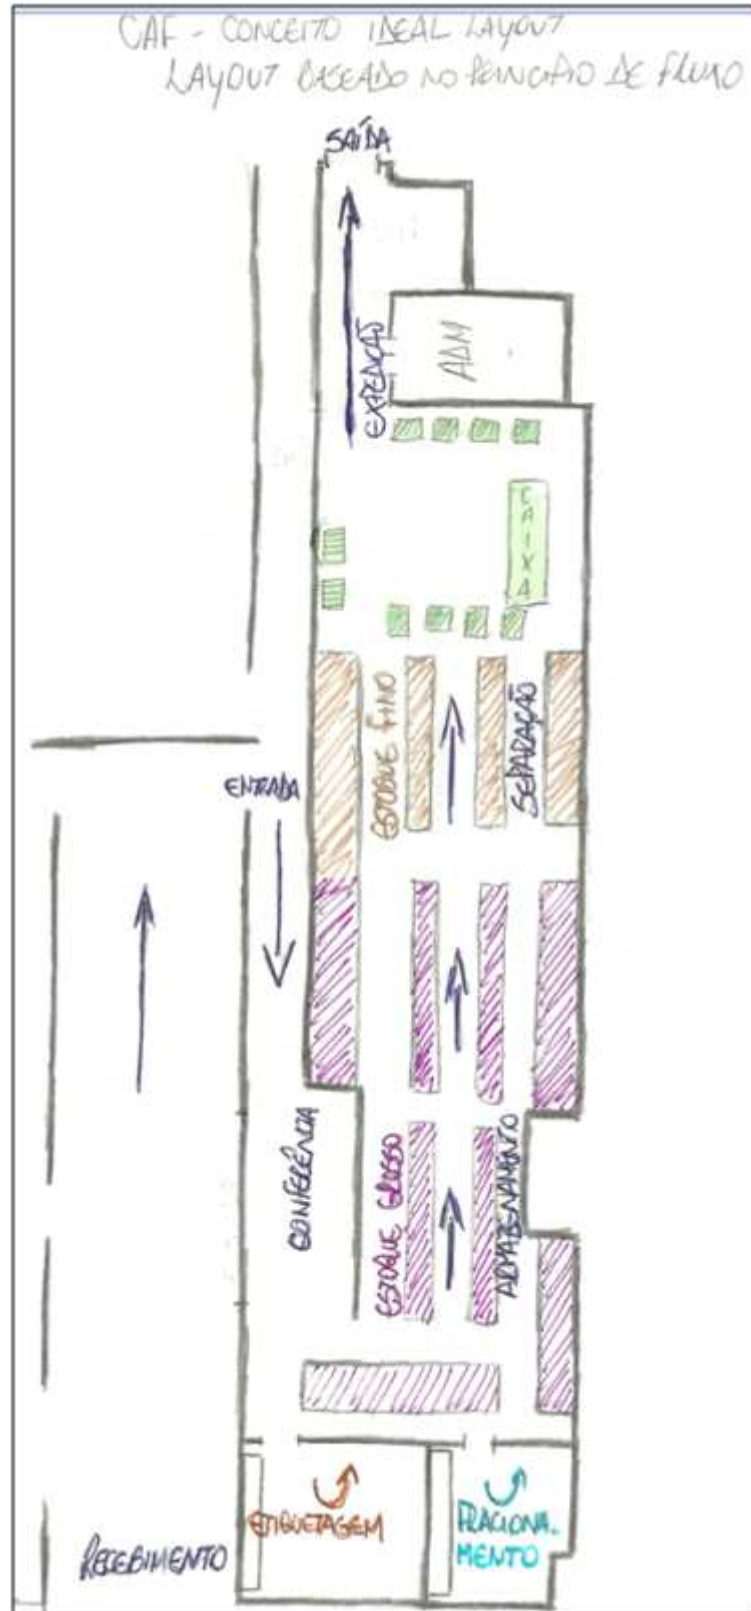 CAF - CONCEITO IDEAL LAYOUT
LAYOUT BASEADO NO PRINCÍPIO DE FLUXO
SAÍDA
EXPEDIÇÃO
ADM
CAIXA
ESTOQUE FINO
SEPARAÇÃO
ENTRADA
CONFERÊNCIA
ESTOQUE GROSSO
ARMAZENAMENTO
RECEBIMENTO
ETIQUETAGEM
FRACIONA-
MENTO